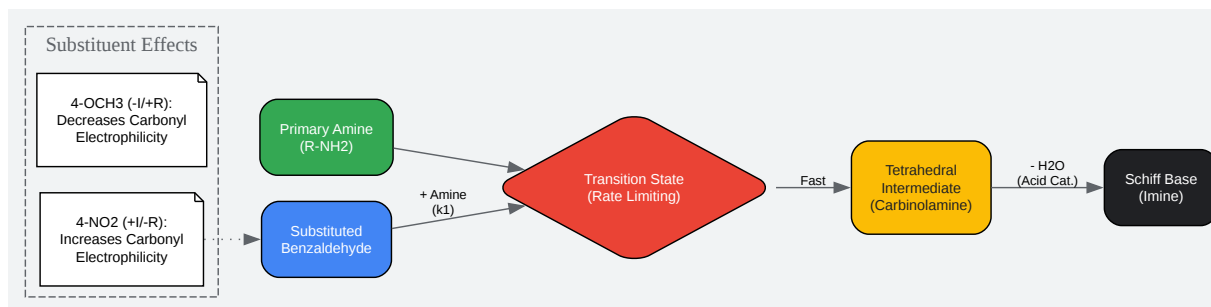 Substituent Effects
4-OCH3 (-I/+R):
Decreases Carbonyl
Electrophilicity
4-NO2 (+I/-R):
Increases Carbonyl
Electrophilicity
Primary Amine
(R-NH2)
Substituted
Benzaldehyde
+ Amine
(k1)
Transition State
(Rate Limiting)
Fast
Tetrahedral
Intermediate
(Carbinolamine)
- H2O
(Acid Cat.)
Schiff Base
(Imine)